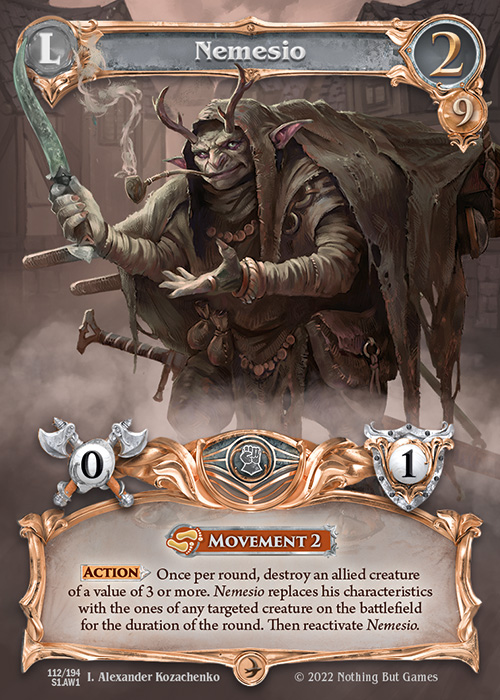 L
Nemesio
2
9
0
1
MOVEMENT 2
ACTION Once per round, destroy an allied creature
of a value of 3 or more. Nemesio replaces his characteristics
with the ones of any targeted creature on the battlefield
for the duration of the round. Then reactivate Nemesio.
112/194
S1.AW1
I. Alexander Kozachenko
© 2022 Nothing But Games